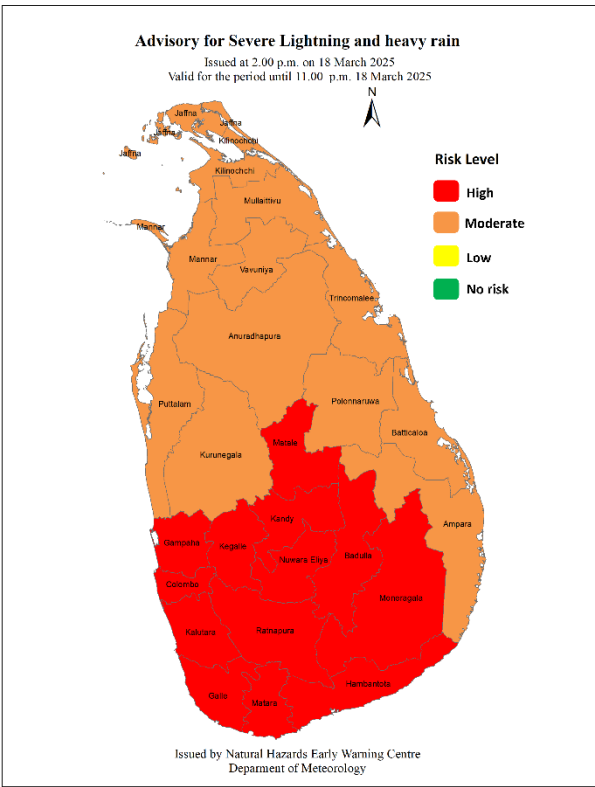 Advisory for Severe Lightning and heavy rain
Issued at 2.00 p.m. on 18 March 2025
Valid for the period until 11.00 p.m. 18 March 2025
N
Jaffna
Jaffna
Jaffna
Kilinochchi
Jaffna
Kilinochchi
Mullaittivu
Mannar
Mannar
Vavuniya
Trincomalee
Anuradhapura
Puttalam
Polonnaruwa
Batticaloa
Matale
Kurunegala
Ampara
Kandy
Gampaha
Kegalle
Nuwara Eliya
Badulla
Colombo
Moneragala
Kalutara
Ratnapura
Hambantota
Galle
Matara
Risk Level
High
Moderate
Low
No risk
Issued by Natural Hazards Early Warning Centre
Deparment of Meteorology